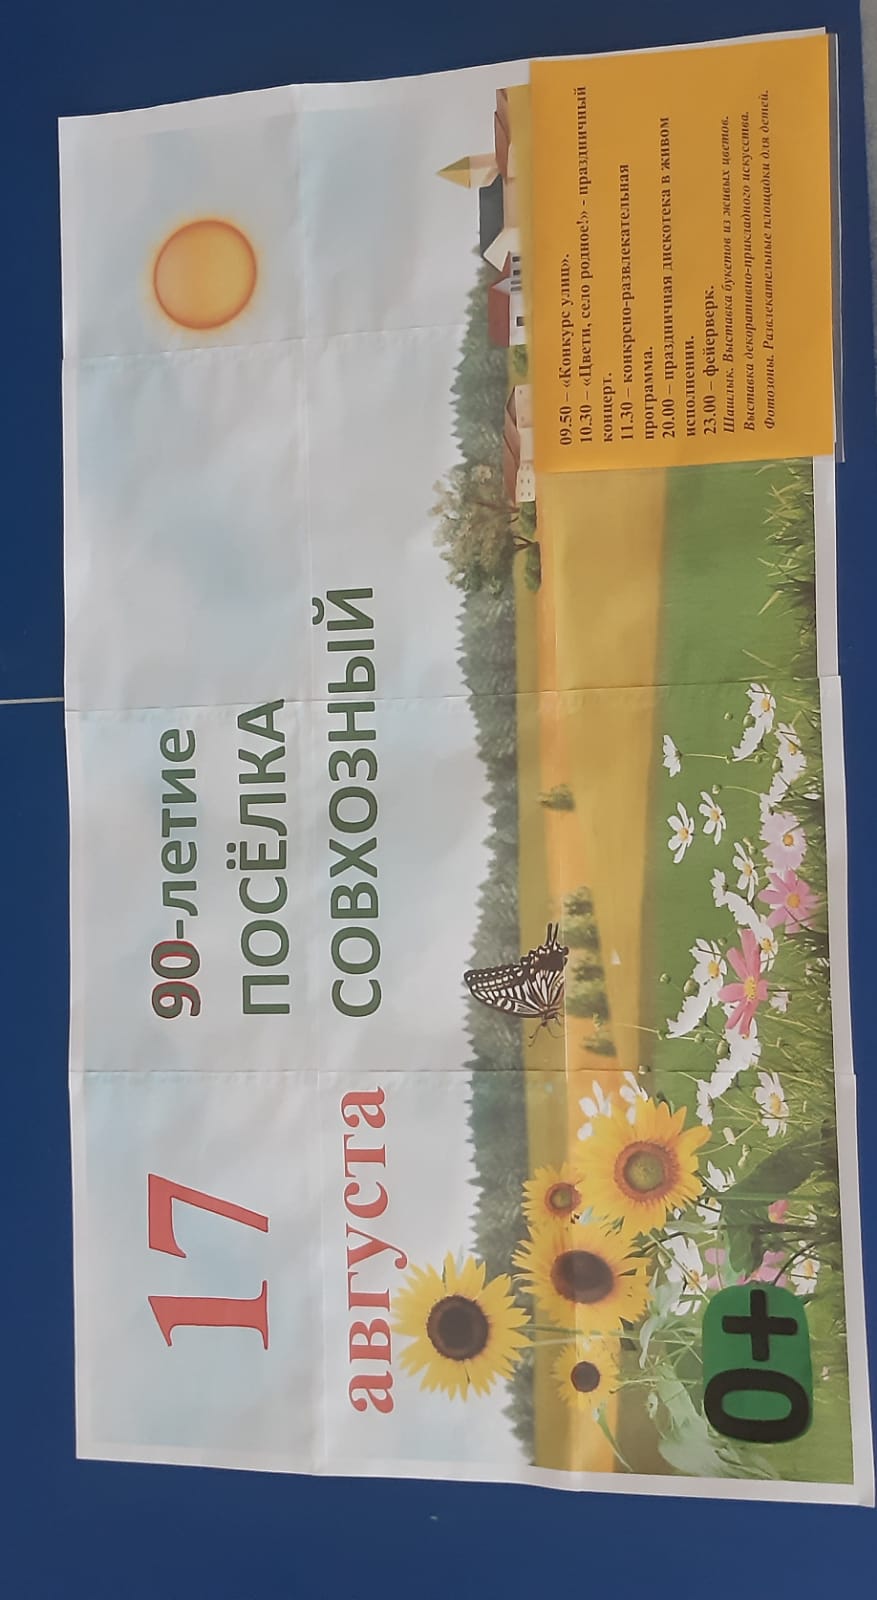 17
августа
90-летие
ПОСЁЛКА
СОВХОЗНЫЙ
09.50 – «Конкурс улиц».
10.30 – «Цвети, село родное!» - праздничный
концерт.
11.30 – конкрсно-развлекательная
программа.
20.00 – праздничная дискотека в живом
исполнении.
23.00 – фейерверк.
Шашлык. Выставка букетов из живых цветов.
Выставка декоративно-прикладного искусства.
Фотозоны. Развлекательные площадки для детей.
0+